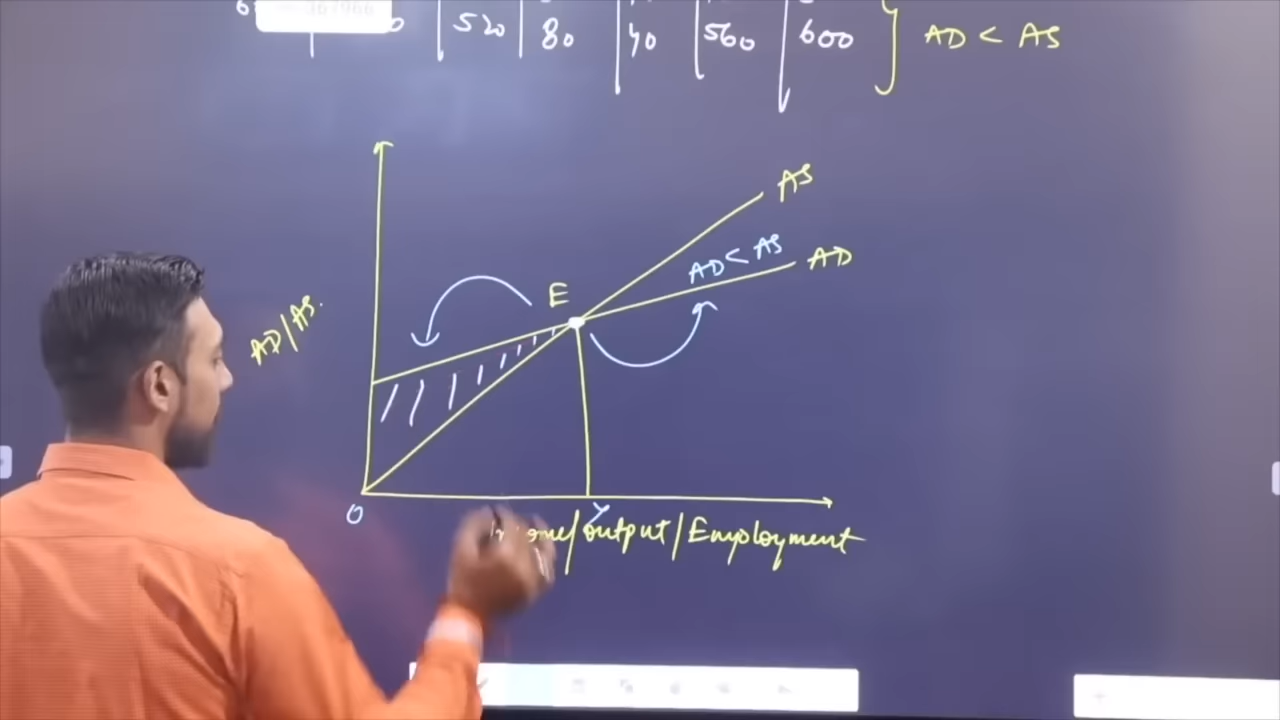 520 80 40 560 600 AD < AS
AS
AD < AS
AD
E
AD/AS.
O
Y
output/Employment